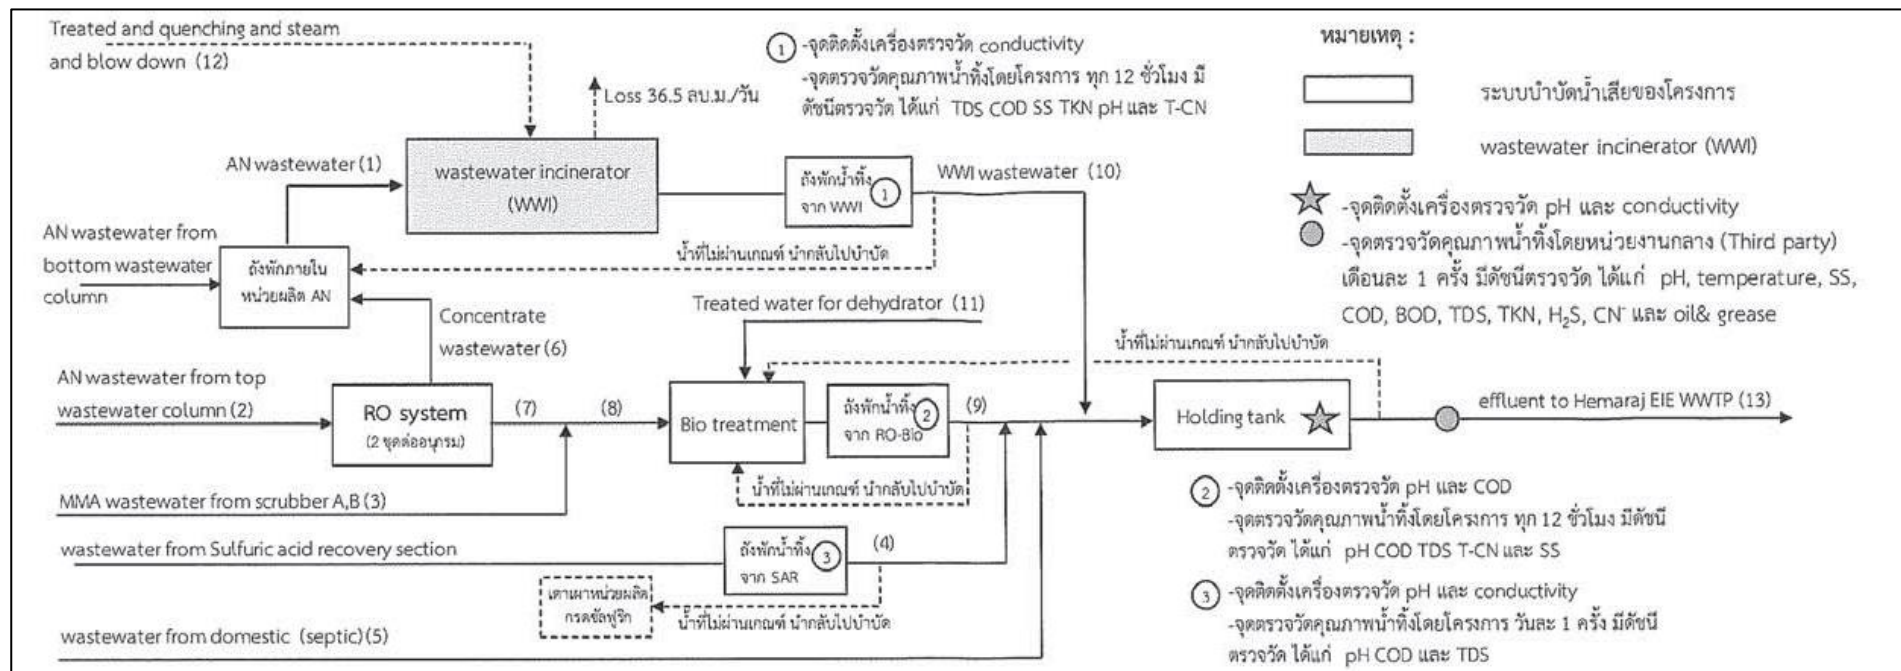 Treated and quenching and steam
and blow down (12)
Loss 36.5 ลบ.ม./วัน
1 -จุดติดตั้งเครื่องตรวจวัด conductivity
-จุดตรวจวัดคุณภาพน้ำทิ้งโดยโครงการ ทุก 12 ชั่วโมง มี
ดัชนีตรวจวัด ได้แก่ TDS COD SS TKN pH และ T-CN
หมายเหตุ :
ระบบบำบัดน้ำเสียของโครงการ
wastewater incinerator (WWI)
-จุดติดตั้งเครื่องตรวจวัด pH และ conductivity
-จุดตรวจวัดคุณภาพน้ำทิ้งโดยหน่วยงานกลาง (Third party)
เดือนละ 1 ครั้ง มีดัชนีตรวจวัด ได้แก่ pH, temperature, SS,
COD, BOD, TDS, TKN, H₂S, CN⁻ และ oil& grease
AN wastewater (1)
wastewater incinerator
(WWI)
ถังพักน้ำทิ้ง
จาก WWI
1
WWI wastewater (10)
AN wastewater from
bottom wastewater
column
ถังพักภายใน
หน่วยผลิต AN
น้ำที่ไม่ผ่านเกณฑ์ นำกลับไปบำบัด
Concentrate
wastewater (6)
Treated water for dehydrator (11)
น้ำที่ไม่ผ่านเกณฑ์ นำกลับไปบำบัด
AN wastewater from top
wastewater column (2)
RO system
(2 ชุดต่ออนุกรม)
(7)
(8)
Bio treatment
ถังพักน้ำทิ้ง
จาก RO-Bio
2
(9)
Holding tank
effluent to Hemaraj EIE WWTP (13)
น้ำที่ไม่ผ่านเกณฑ์ นำกลับไปบำบัด
MMA wastewater from scrubber A,B (3)
wastewater from Sulfuric acid recovery section
ถังพักน้ำทิ้ง
จาก SAR
3
(4)
เตาเผาหน่วยผลิต
กรดซัลฟูริก
น้ำที่ไม่ผ่านเกณฑ์ นำกลับไปบำบัด
wastewater from domestic (septic) (5)
2 -จุดติดตั้งเครื่องตรวจวัด pH และ COD
-จุดตรวจวัดคุณภาพน้ำทิ้งโดยโครงการ ทุก 12 ชั่วโมง มีดัชนี
ตรวจวัด ได้แก่ pH COD TDS T-CN และ SS
3 -จุดติดตั้งเครื่องตรวจวัด pH และ conductivity
-จุดตรวจวัดคุณภาพน้ำทิ้งโดยโครงการ วันละ 1 ครั้ง มีดัชนี
ตรวจวัด ได้แก่ pH COD และ TDS